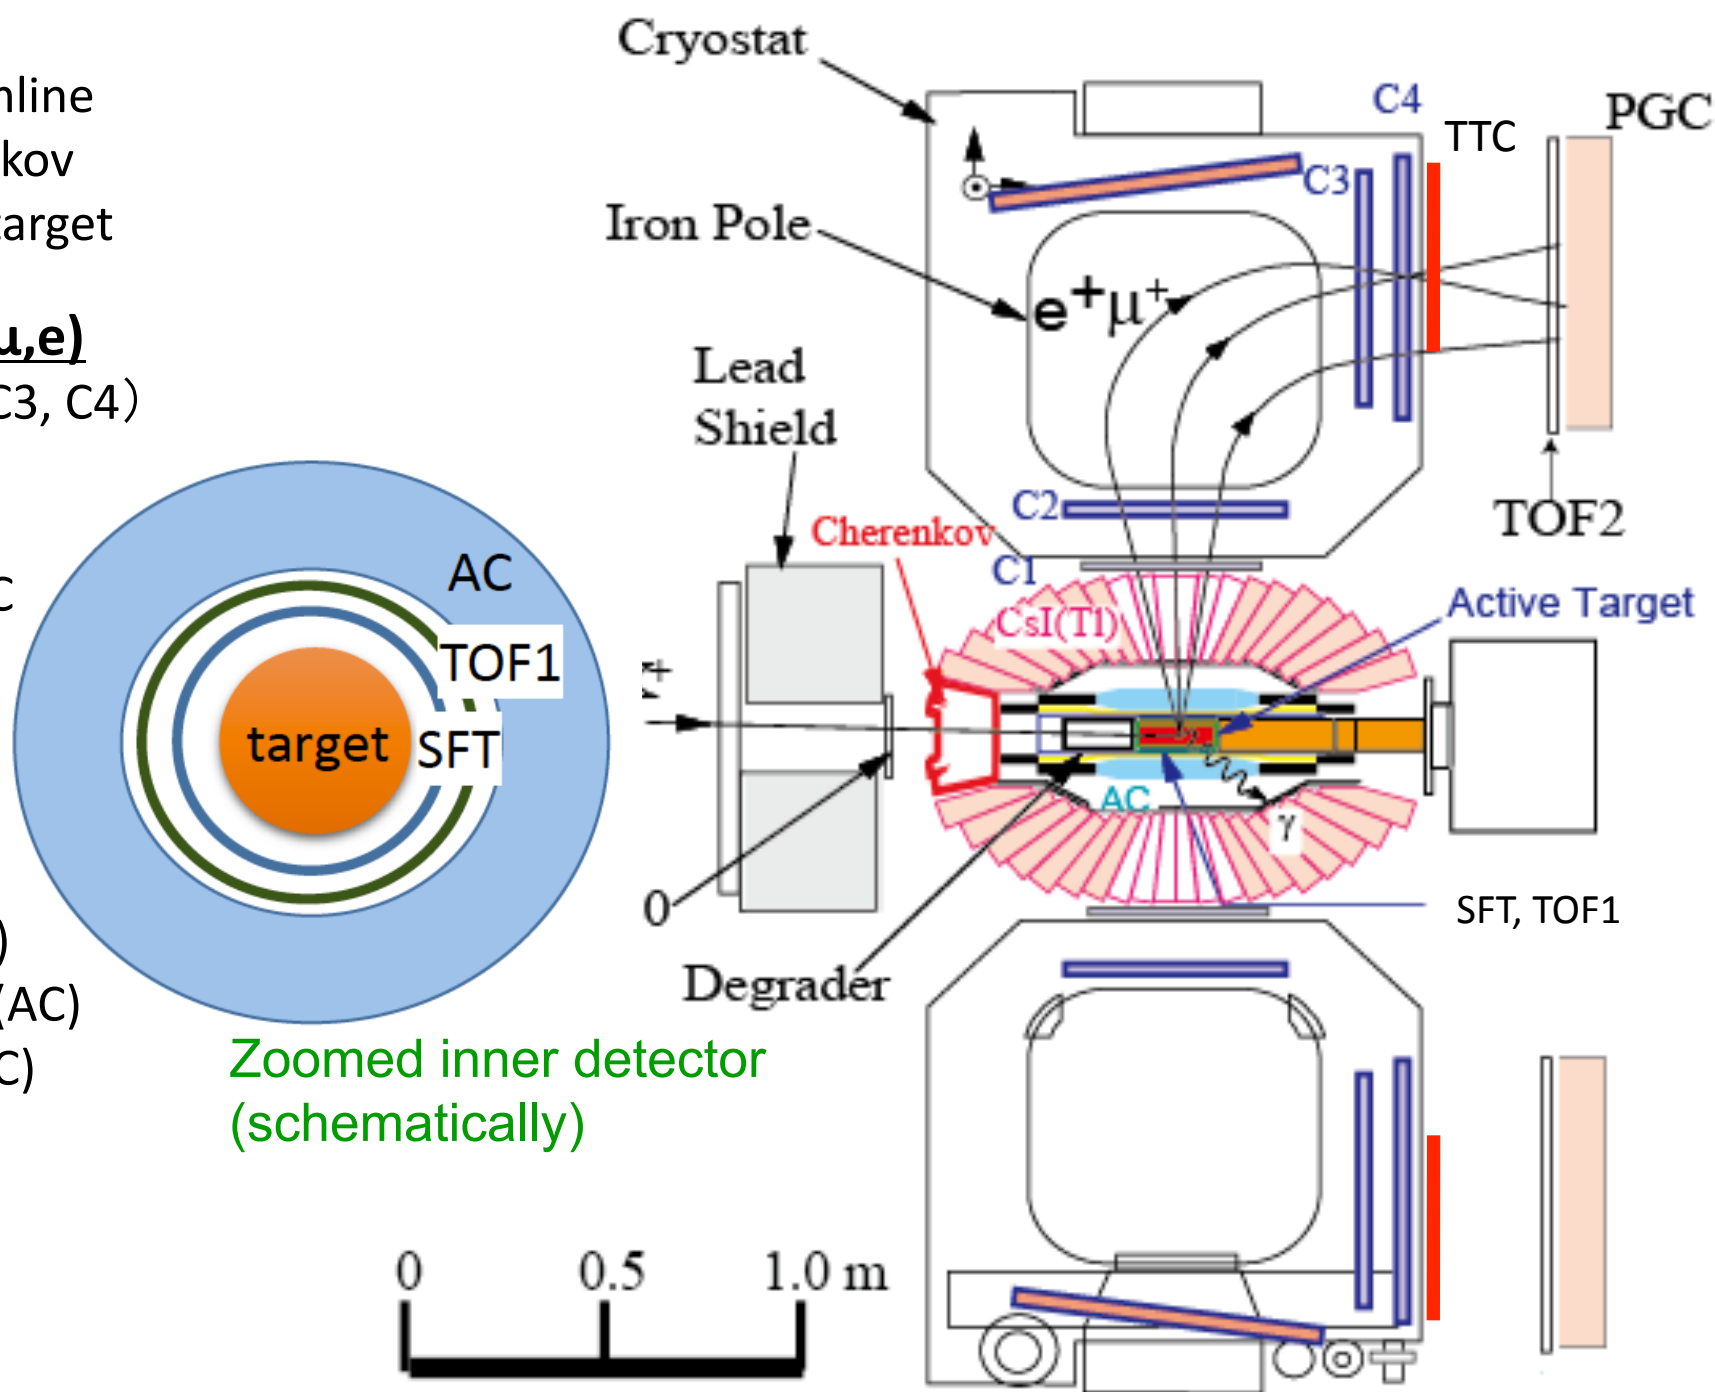 nline
kov
target
μ,e)
C3, C4）
C
)
(AC)
C)
AC
TOF1
target
SFT
Zoomed inner detector
(schematically)
0 0.5 1.0 m
Cryostat
C4
TTC
PGC
C3
Iron Pole
e+ μ+
Lead
Shield
C2
TOF2
Cherenkov
C1
CsI(Tl)
Active Target
AC
γ
0
SFT, TOF1
Degrader